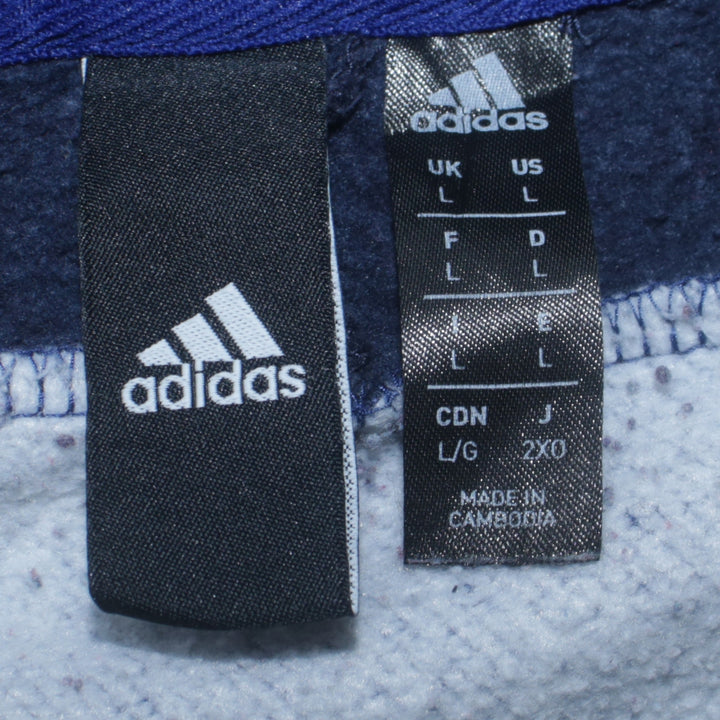 adidas
adidas
UK US
L L
F D
L L
I E
L L
CDN J
L/G 2XO
MADE IN
CAMBODIA